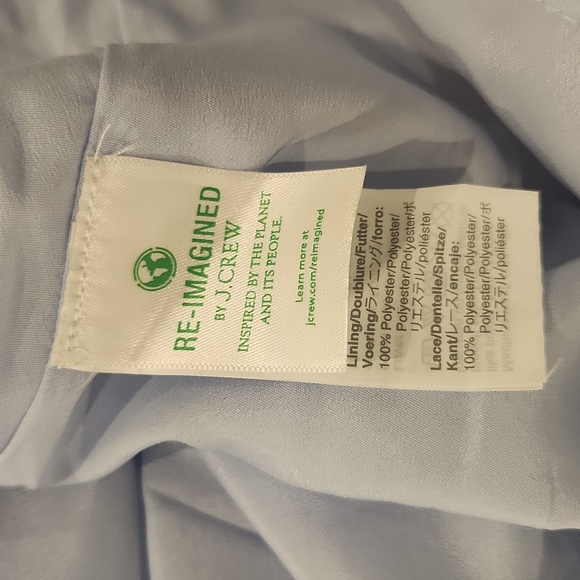 RE-IMAGINED
BY J.CREW
INSPIRED BY THE PLANET
AND ITS PEOPLE.
Learn more at
jcrew.com/reimagined
Lining/Doublure/Futter/
Voering/ライニング/forro:
100% Polyester/Polyester/
Polyester/Polyester/ポ
リエステル/poliéster
Lace/Dentelle/Spitze/
Kant/レース/encaje:
100% Polyester/Polyester/
Polyester/Polyester/ポ
リエステル/poliéster